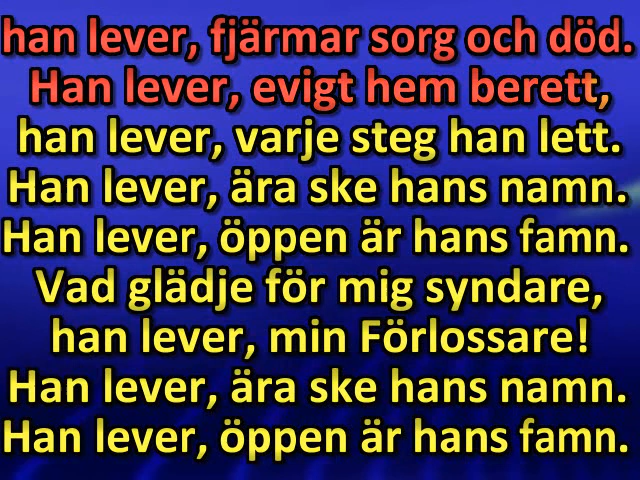 han lever, fjärmar sorg och död.
Han lever, evigt hem berett,
han lever, varje steg han lett.
Han lever, ära ske hans namn.
Han lever, öppen är hans famn.
Vad glädje för mig syndare,
han lever, min Förlossare!
Han lever, ära ske hans namn.
Han lever, öppen är hans famn.